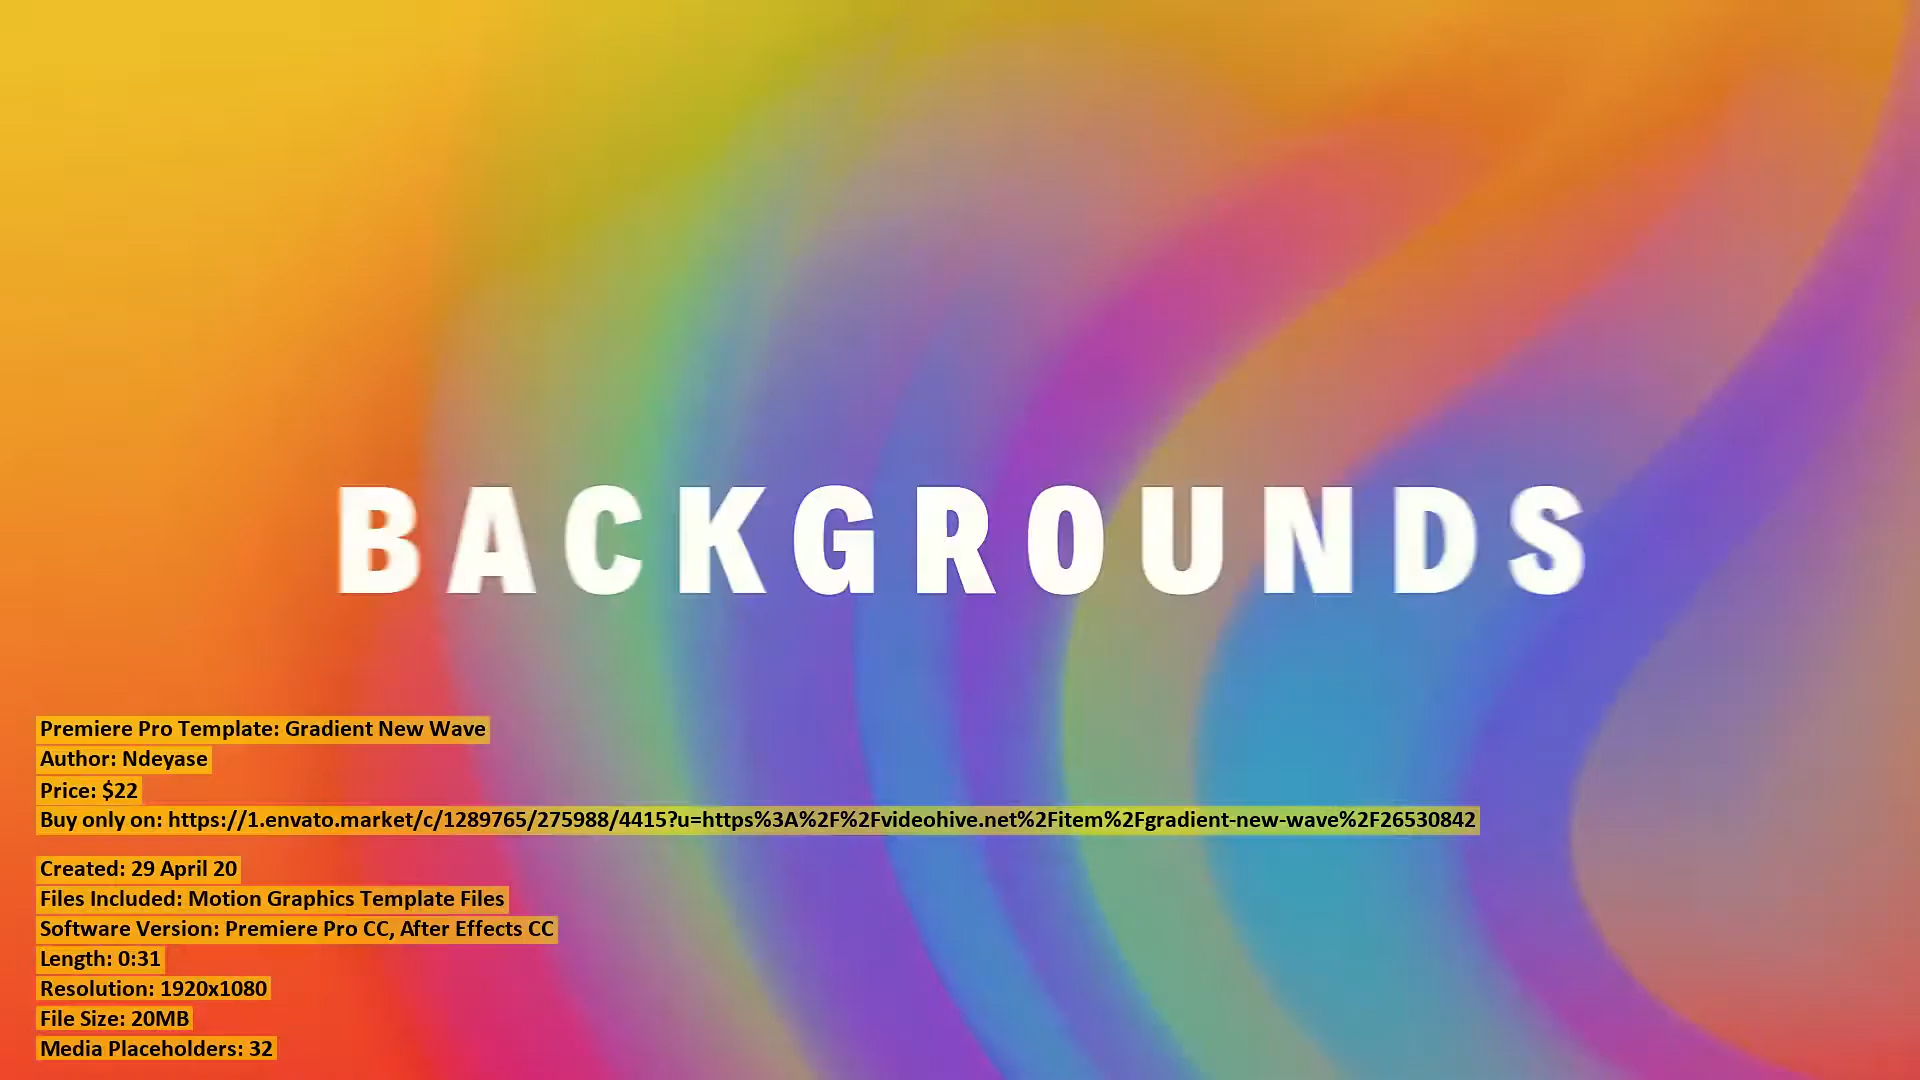 BACKGROUNDS
Premiere Pro Template: Gradient New Wave
Author: Ndeyase
Price: $22
Buy only on: https://1.envato.market/c/1289765/275988/4415?u=https%3A%2F%2Fvideohive.net%2Fitem%2Fgradient-new-wave%2F26530842
Created: 29 April 20
Files Included: Motion Graphics Template Files
Software Version: Premiere Pro CC, After Effects CC
Length: 0:31
Resolution: 1920x1080
File Size: 20MB
Media Placeholders: 32